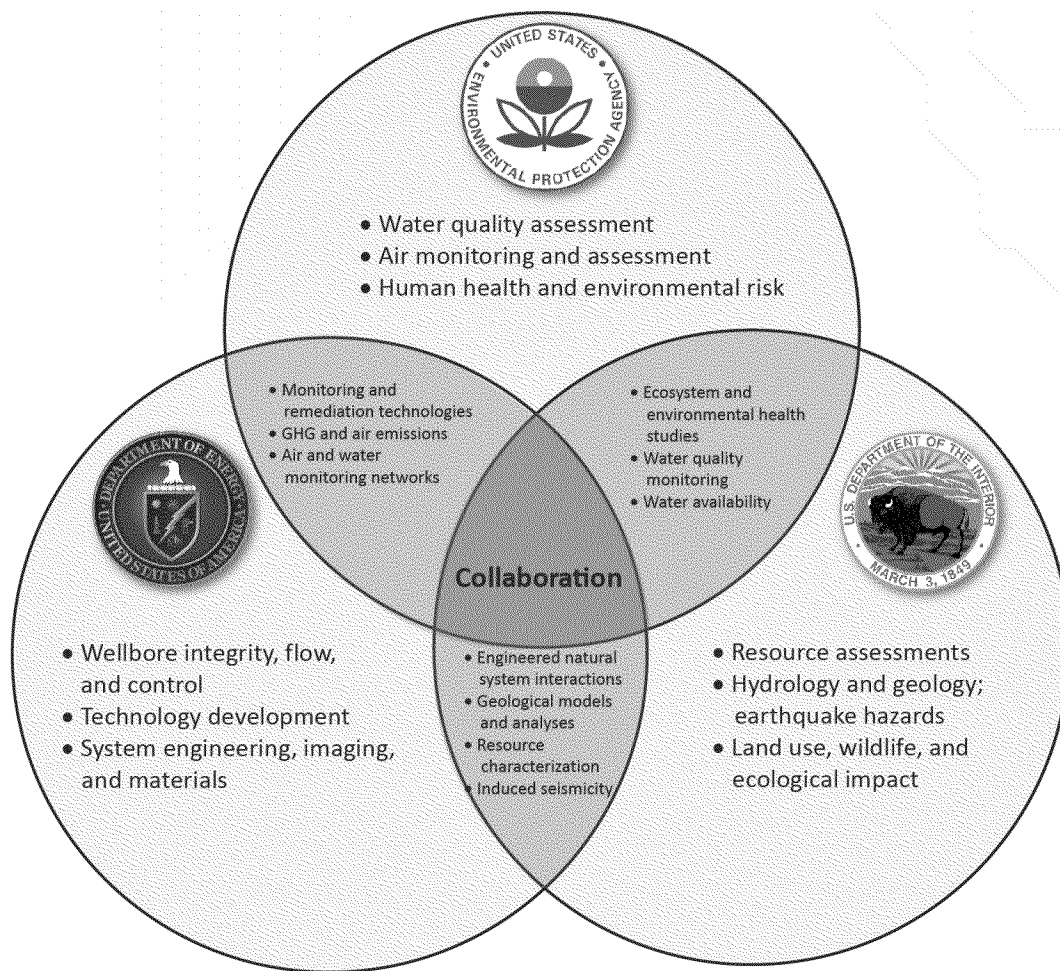 UNITED STATES
ENVIRONMENTAL PROTECTION AGENCY
• Water quality assessment
• Air monitoring and assessment
• Human health and environmental risk
• Monitoring and
remediation technologies
• GHG and air emissions
• Air and water
monitoring networks
• Ecosystem and
environmental health
studies
• Water quality
monitoring
• Water availability
DEPARTMENT OF ENERGY
UNITED STATES OF AMERICA
U.S. DEPARTMENT OF THE INTERIOR
MARCH 3, 1849
Collaboration
• Wellbore integrity, flow,
and control
• Technology development
• System engineering, imaging,
and materials
• Engineered natural
system interactions
• Geological models
and analyses
• Resource
characterization
• Induced seismicity
• Resource assessments
• Hydrology and geology;
earthquake hazards
• Land use, wildlife, and
ecological impact